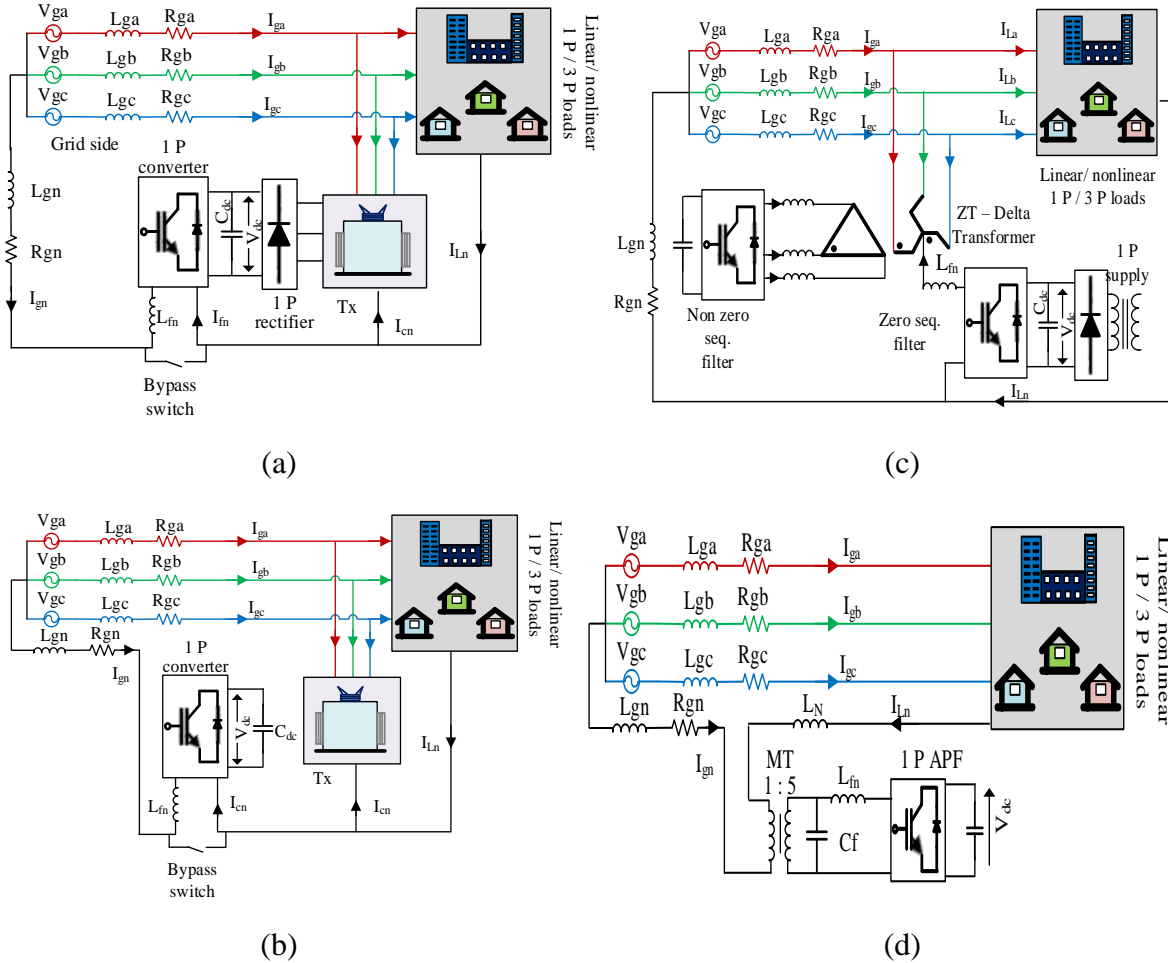 Vga Lga Rga Iga
Vgb Lgb Rgb Igb
Vgc Lgc Rgc Igc
Grid side
1 P
converter
Lgn
Rgn
Ign
Cdc
Vdc
Lfn
Ifn
1 P
rectifier
Tx
Icn
ILn
Bypass
switch
Linear/ nonlinear
1 P / 3 P loads
(a)
Vga Lga Rga Iga ILa
Vgb Lgb Rgb Igb ILb
Vgc Lgc Rgc Igc ILc
Linear/ nonlinear
1 P / 3 P loads
ZT – Delta
Transformer
Lgn
Rgn
Non zero
seq.
filter
Lfn
Zero seq.
filter
1 P
supply
Cdc
Vdc
ILn
(c)
Vga Lga Rga Iga
Vgb Lgb Rgb Igb
Vgc Lgc Rgc Igc
Lgn Rgn
Ign
1 P
converter
Vdc
Cdc
Lfn
Icn
Tx
Icn
ILn
Bypass
switch
Linear/ nonlinear
1 P / 3 P loads
(b)
Vga Lga Rga Iga
Vgb Lgb Rgb Igb
Vgc Lgc Rgc Igc
Lgn Rgn
Ign
LN
ILn
MT
1 : 5
Lfn
Cf
1 P APF
Vdc
Linear/ nonlinear
1 P / 3 P loads
(d)